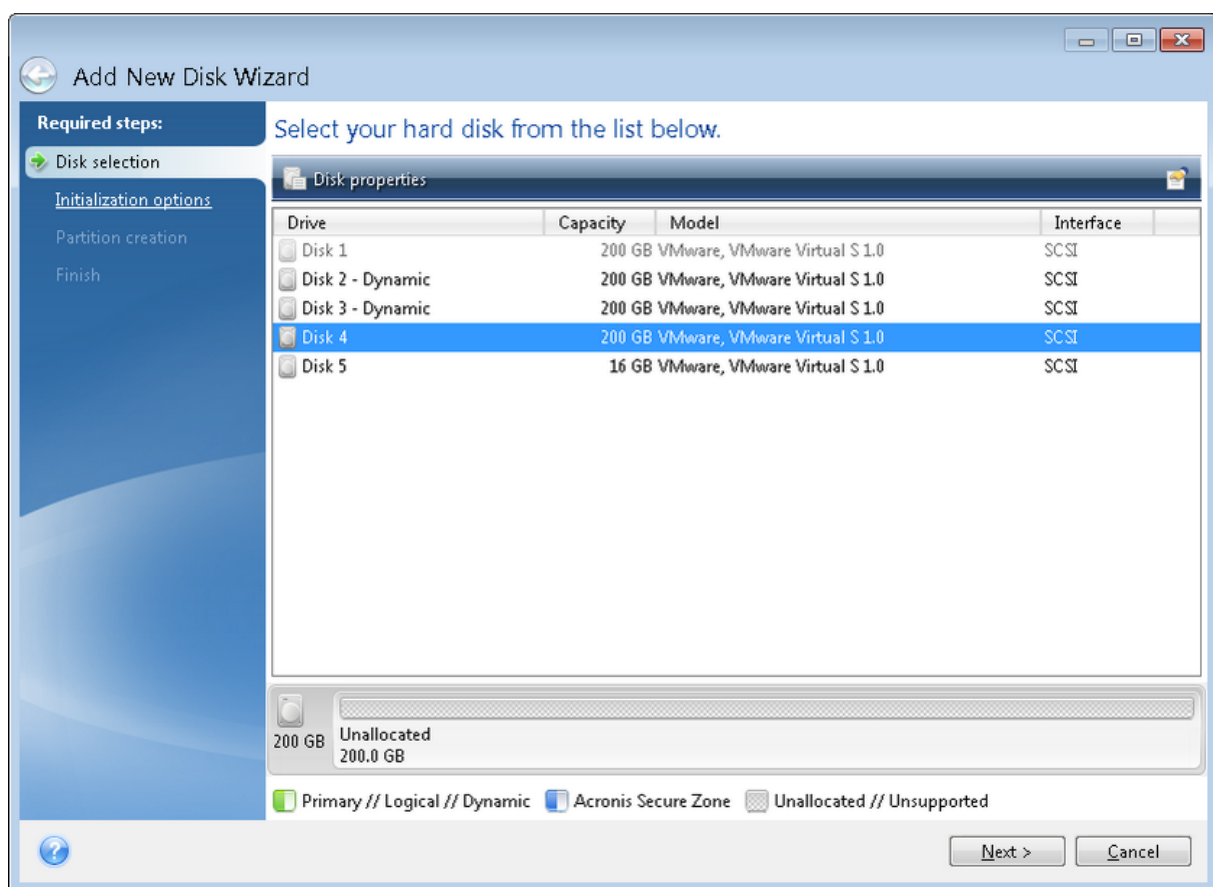 Add New Disk Wizard
Required steps:
Disk selection
Initialization options
Partition creation
Finish
Select your hard disk from the list below.
Disk properties
Drive Capacity Model Interface
Disk 1 200 GB VMware, VMware Virtual S 1.0 SCSI
Disk 2 - Dynamic 200 GB VMware, VMware Virtual S 1.0 SCSI
Disk 3 - Dynamic 200 GB VMware, VMware Virtual S 1.0 SCSI
Disk 4 200 GB VMware, VMware Virtual S 1.0 SCSI
Disk 5 16 GB VMware, VMware Virtual S 1.0 SCSI
200 GB
Unallocated
200.0 GB
Primary // Logical // Dynamic Acronis Secure Zone Unallocated // Unsupported
? Next > Cancel